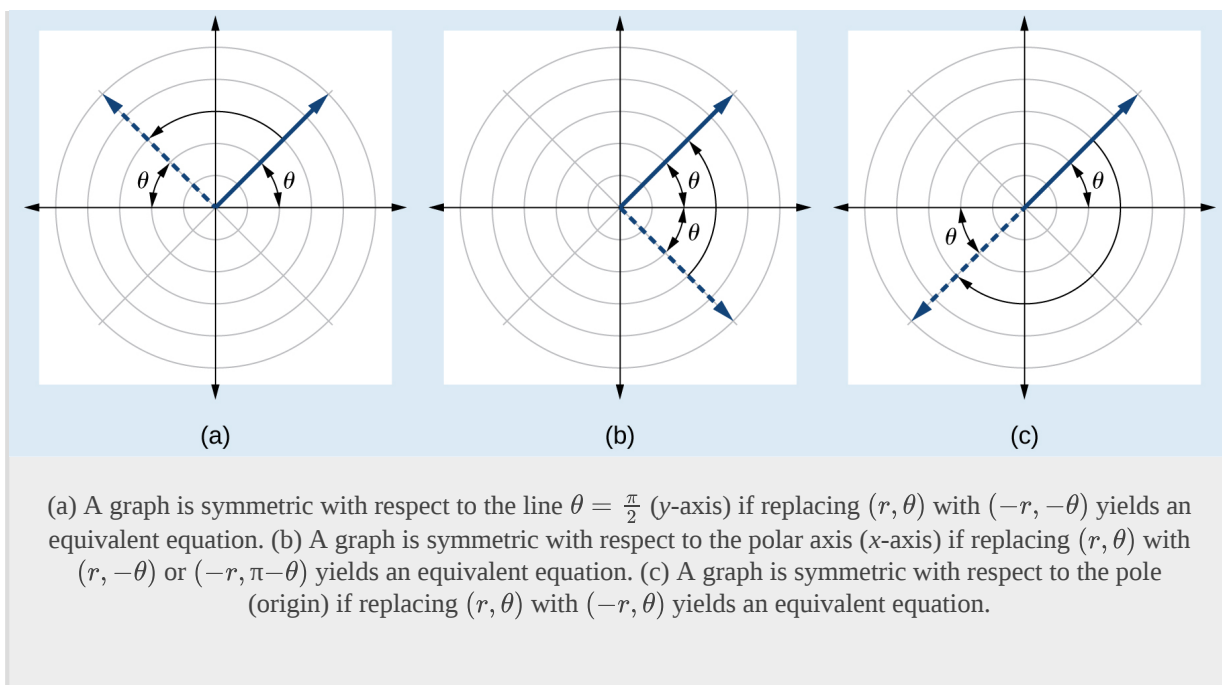 θ θ
θ
θ
θ
θ
(a) (b) (c)
(a) A graph is symmetric with respect to the line θ = π/2 (y-axis) if replacing (r, θ) with (−r, −θ) yields an
equivalent equation. (b) A graph is symmetric with respect to the polar axis (x-axis) if replacing (r, θ) with
(r, −θ) or (−r, π−θ) yields an equivalent equation. (c) A graph is symmetric with respect to the pole
(origin) if replacing (r, θ) with (−r, θ) yields an equivalent equation.